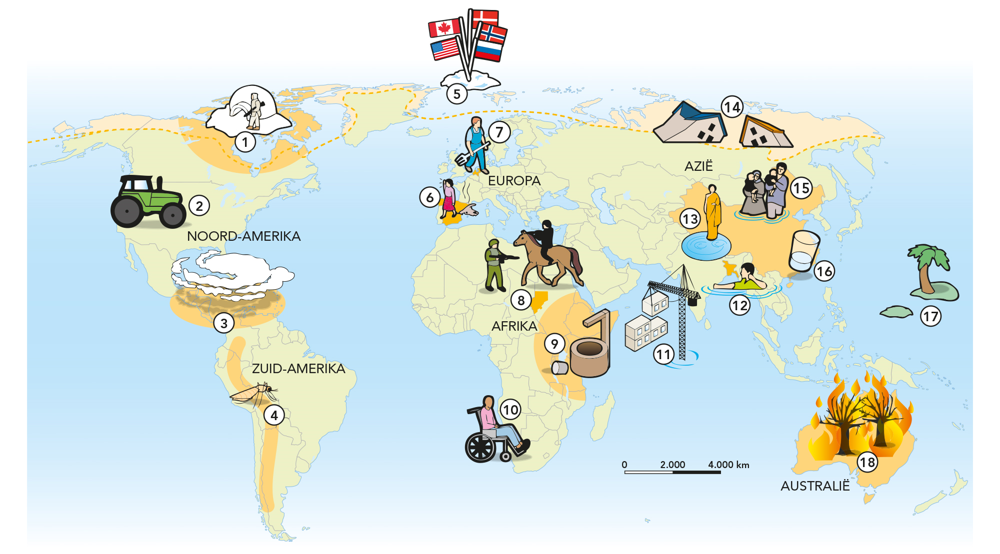 5
14
1
7
AZIË
EUROPA
15
6
2
13
NOORD-AMERIKA
16
8
12
17
3
AFRIKA
9
11
ZUID-AMERIKA
10
4
18
0 2.000 4.000 km
AUSTRALIË